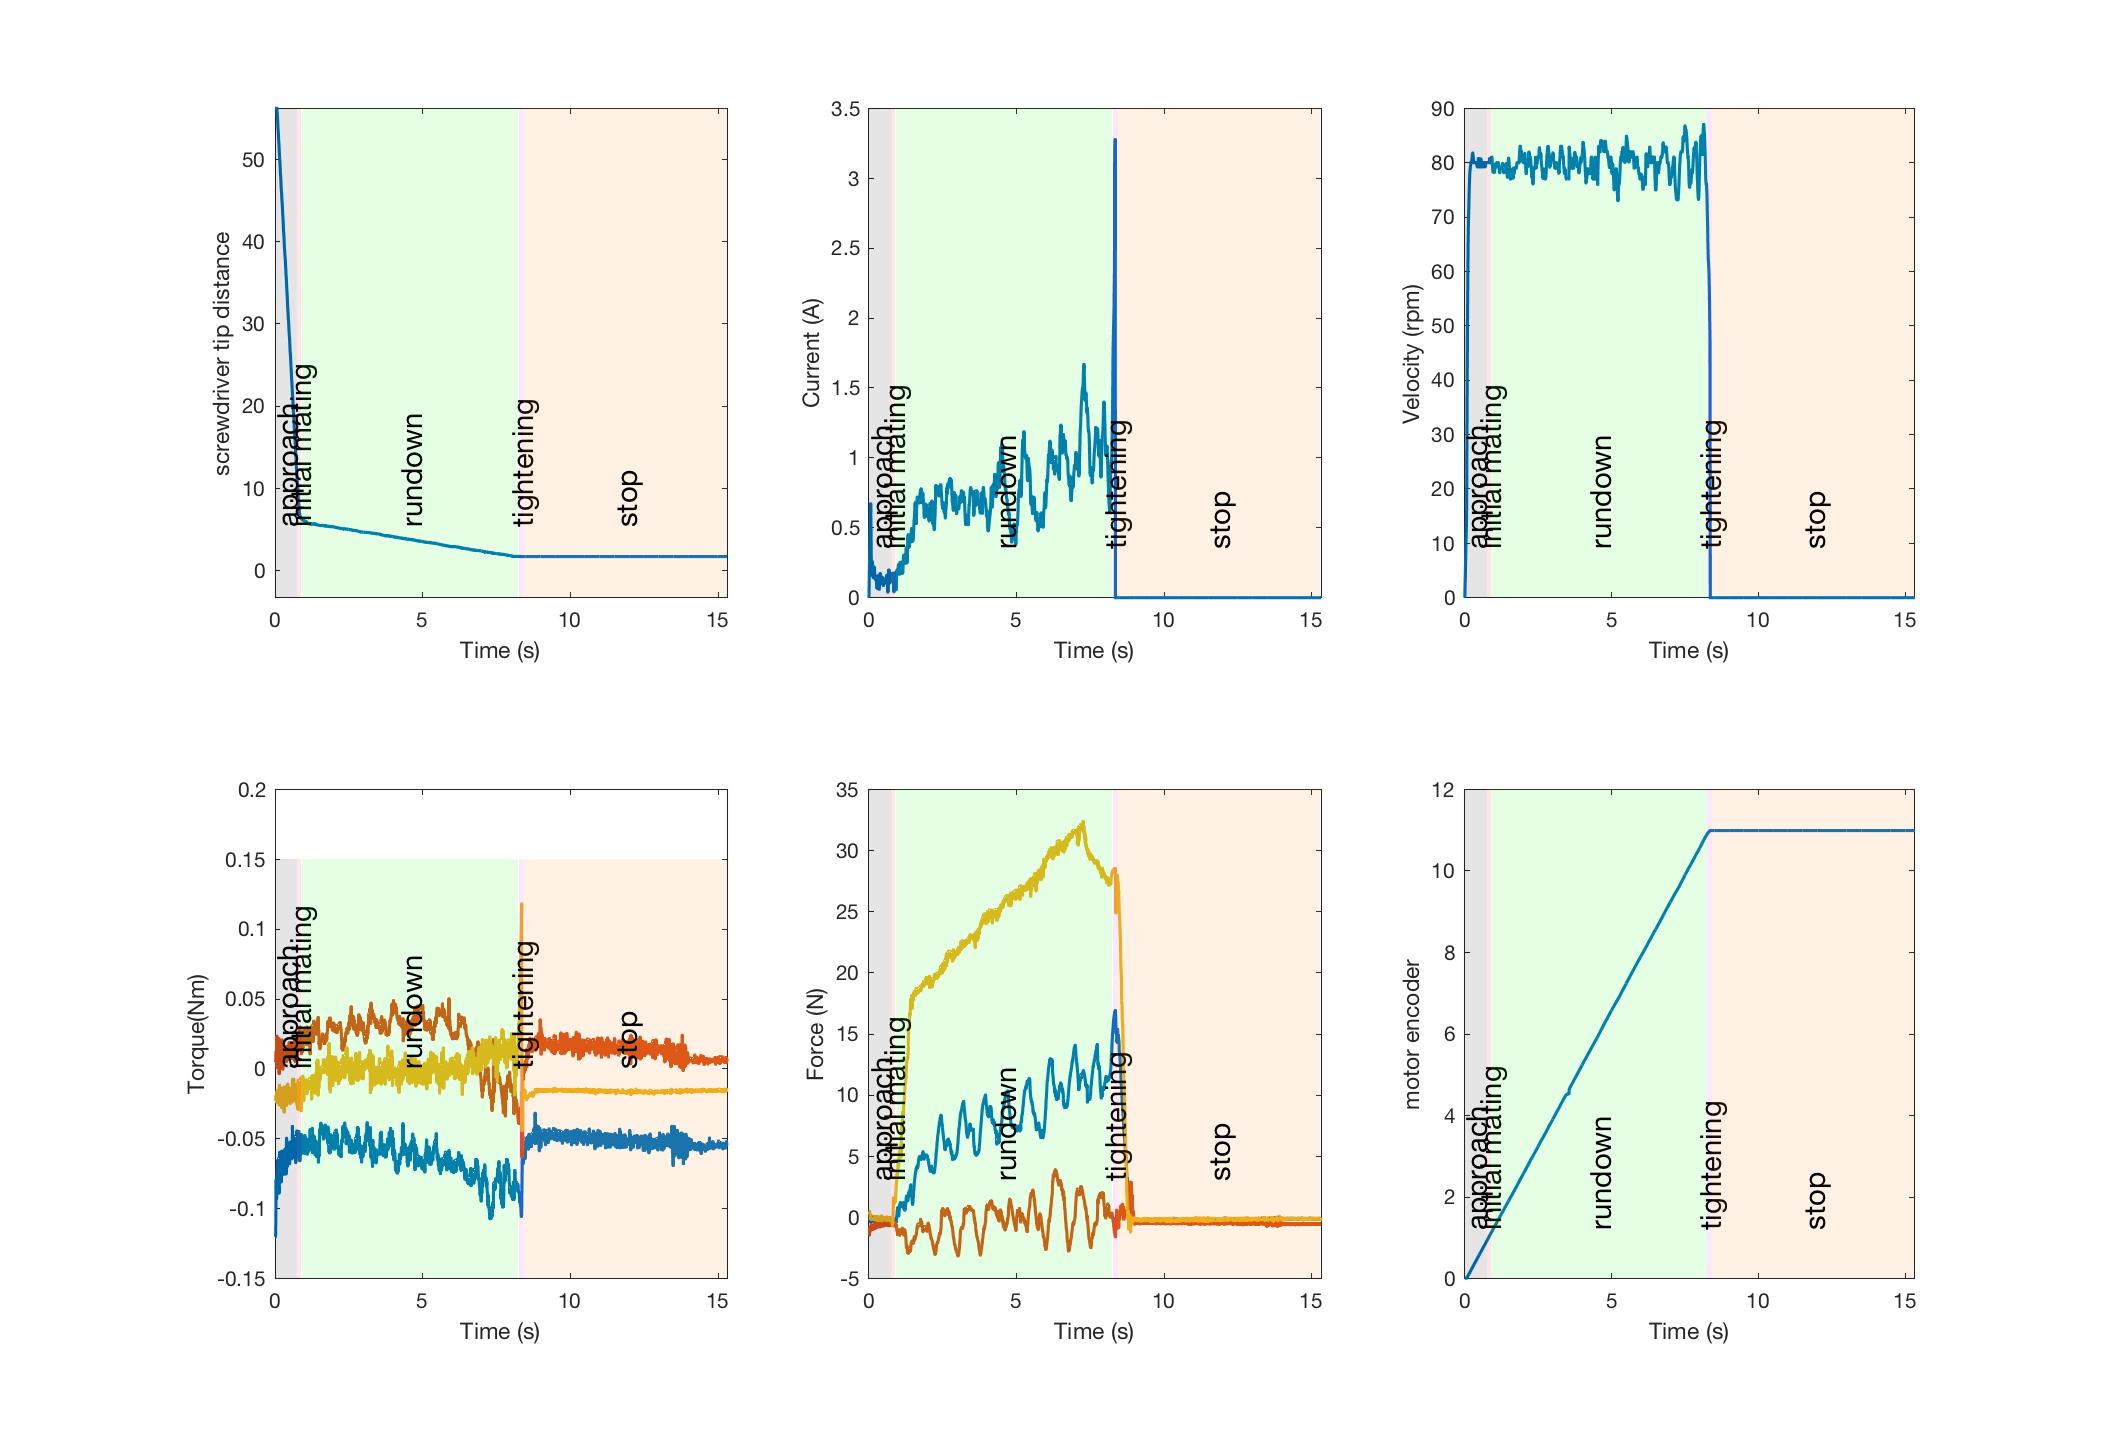 screwdriver tip distance
50
40
30
20
10
0
approach
initial mating
rundown
tightening
stop
0 5 10 15
Time (s)
Current (A)
3.5
3
2.5
2
1.5
1
0.5
0
approach
initial mating
rundown
tightening
stop
0 5 10 15
Time (s)
Velocity (rpm)
90
80
70
60
50
40
30
20
10
0
approach
initial mating
rundown
tightening
stop
0 5 10 15
Time (s)
Torque(Nm)
0.2
0.15
0.1
0.05
0
-0.05
-0.1
-0.15
approach
initial mating
rundown
tightening
stop
0 5 10 15
Time (s)
Force (N)
35
30
25
20
15
10
5
0
-5
approach
initial mating
rundown
tightening
stop
0 5 10 15
Time (s)
motor encoder
12
10
8
6
4
2
0
approach
initial mating
rundown
tightening
stop
0 5 10 15
Time (s)